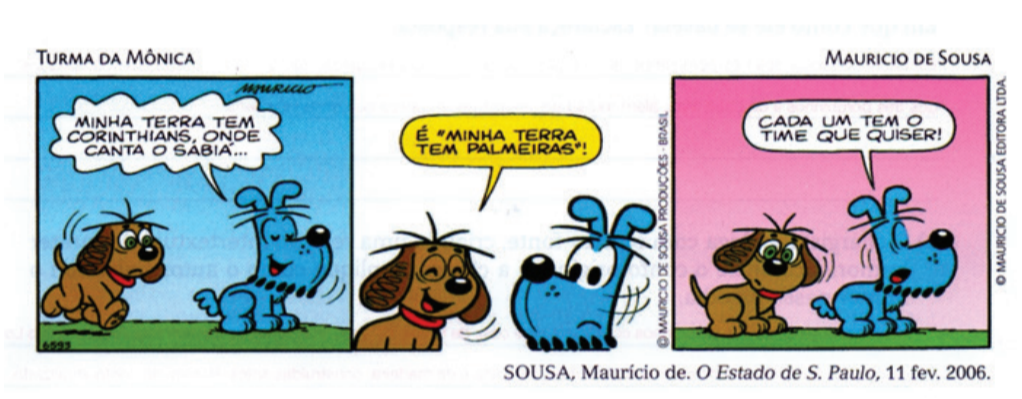 TURMA DA MÔNICA
MAURICIO DE SOUSA
MAURICIO
MINHA TERRA TEM
CORINTHIANS, ONDE
CANTA O SABIÁ...
6593
É "MINHA TERRA
TEM PALMEIRAS"!
© MAURICIO DE SOUSA PRODUÇÕES - BRASIL
CADA UM TEM O
TIME QUE QUISER!
© MAURICIO DE SOUSA EDITORA LTDA.
SOUSA, Maurício de. O Estado de S. Paulo, 11 fev. 2006.